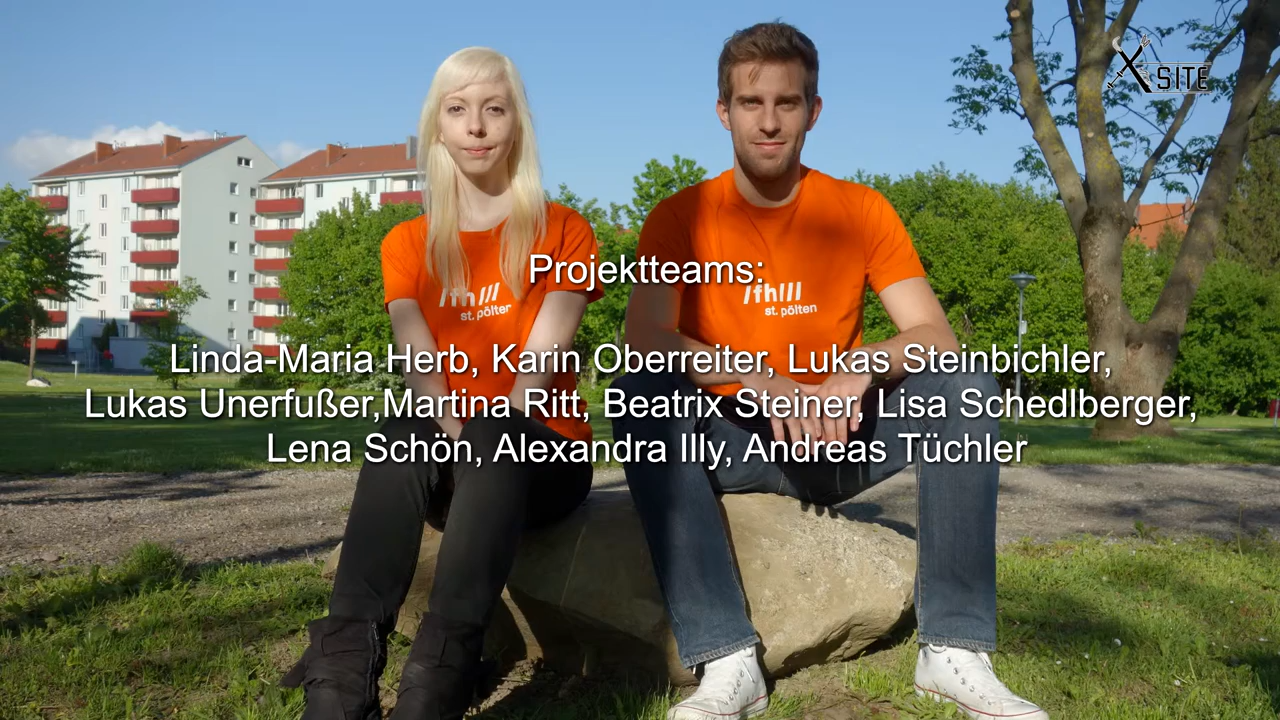 X SITE
Projektteams:
/fh///
st. pölten
/fh///
st. pölten
Linda-Maria Herb, Karin Oberreiter, Lukas Steinbichler,
Lukas Unerfußer,Martina Ritt, Beatrix Steiner, Lisa Schedlberger,
Lena Schön, Alexandra Illy, Andreas Tüchler